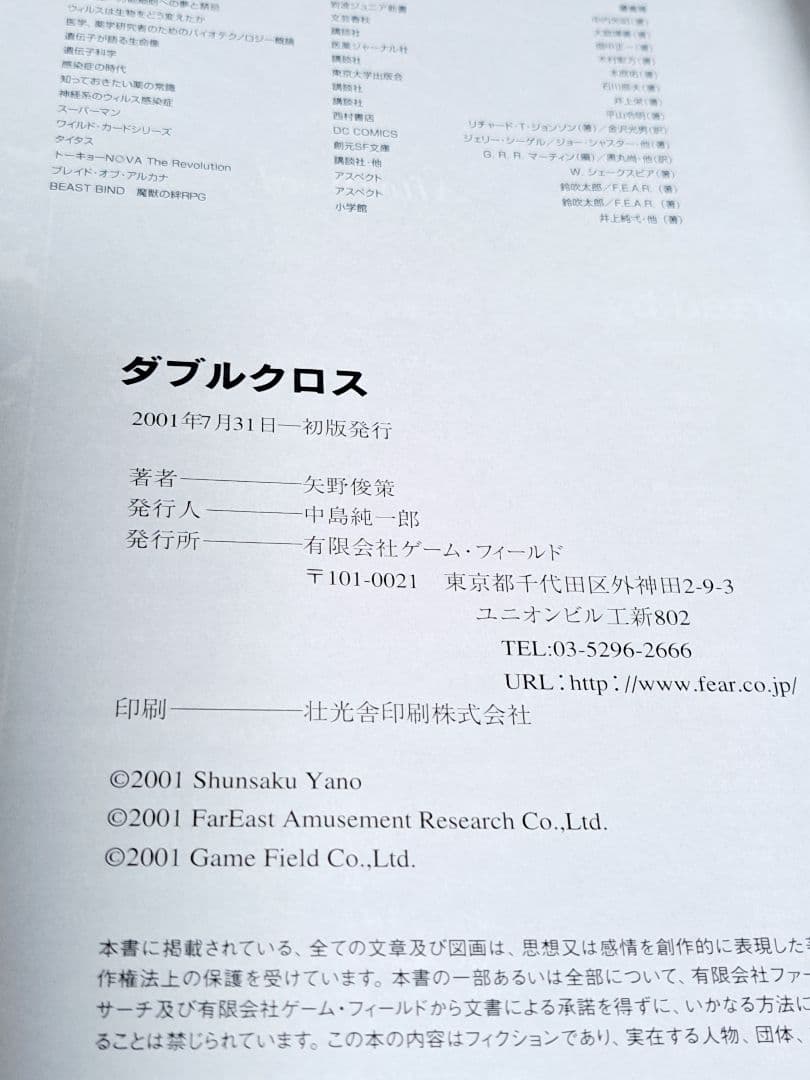 ウィルスは生物をどう変えたか
医学、薬学研究者のためのバイオテクノロジー概論
遺伝子が語る生命像
遺伝子科学
感染症の時代
知っておきたい薬の常識
神経系のウィルス感染症
スーパーマン
ワイルド・カードシリーズ
タイタス
トーキョーN◎VA The Revolution
ブレイド・オブ・アルカナ
BEAST BIND 魔獣の絆RPG
岩波ジュニア新書
文芸春秋
講談社
医薬ジャーナル社
講談社
東京大学出版会
講談社
講談社
西村書店
DC COMICS
創元SF文庫
講談社・他
アスペクト
アスペクト
小学館
井上栄(著)
平山令明(著)
リチャード・T・ジョンソン(著)/金沢光男(訳)
ジェリー・シーゲル/ジョー・シャスター・他(著)
G.R.R.マーティン(編)/黒丸尚・他(訳)
W.シェークスピア(著)
鈴吹太郎/F.E.A.R.(著)
鈴吹太郎/F.E.A.R.(著)
井上純弌・他(著)
ダブルクロス
2001年7月31日―初版発行
著者―――――矢野俊策
発行人――――中島純一郎
発行所――――有限会社ゲーム・フィールド
〒101-0021 東京都千代田区外神田2-9-3
ユニオンビル工新802
TEL:03-5296-2666
URL:http://www.fear.co.jp/
印刷―――――壮光舎印刷株式会社
©2001 Shunsaku Yano
©2001 FarEast Amusement Research Co.,Ltd.
©2001 Game Field Co.,Ltd.
本書に掲載されている、全ての文章及び図画は、思想又は感情を創作的に表現した
作権法上の保護を受けています。本書の一部あるいは全部について、有限会社ファー
サーチ及び有限会社ゲーム・フィールドから文書による承諾を得ずに、いかなる方法に
ることは禁じられています。この本の内容はフィクションであり、実在する人物、団体、